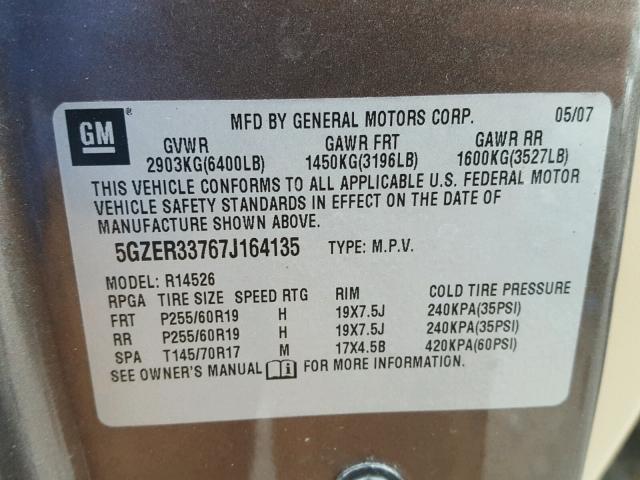 GM ® MFD BY GENERAL MOTORS CORP. 05/07
GVWR GAWR FRT GAWR RR
2903KG(6400LB) 1450KG(3196LB) 1600KG(3527LB)
THIS VEHICLE CONFORMS TO ALL APPLICABLE U.S. FEDERAL MOTOR
VEHICLE SAFETY STANDARDS IN EFFECT ON THE DATE OF
MANUFACTURE SHOWN ABOVE.
5GZER33767J164135 TYPE: M.P.V.
MODEL: R14526
RPGA TIRE SIZE SPEED RTG RIM COLD TIRE PRESSURE
FRT P255/60R19 H 19X7.5J 240KPA(35PSI)
RR P255/60R19 H 19X7.5J 240KPA(35PSI)
SPA T145/70R17 M 17X4.5B 420KPA(60PSI)
SEE OWNER'S MANUAL i FOR MORE INFORMATION.